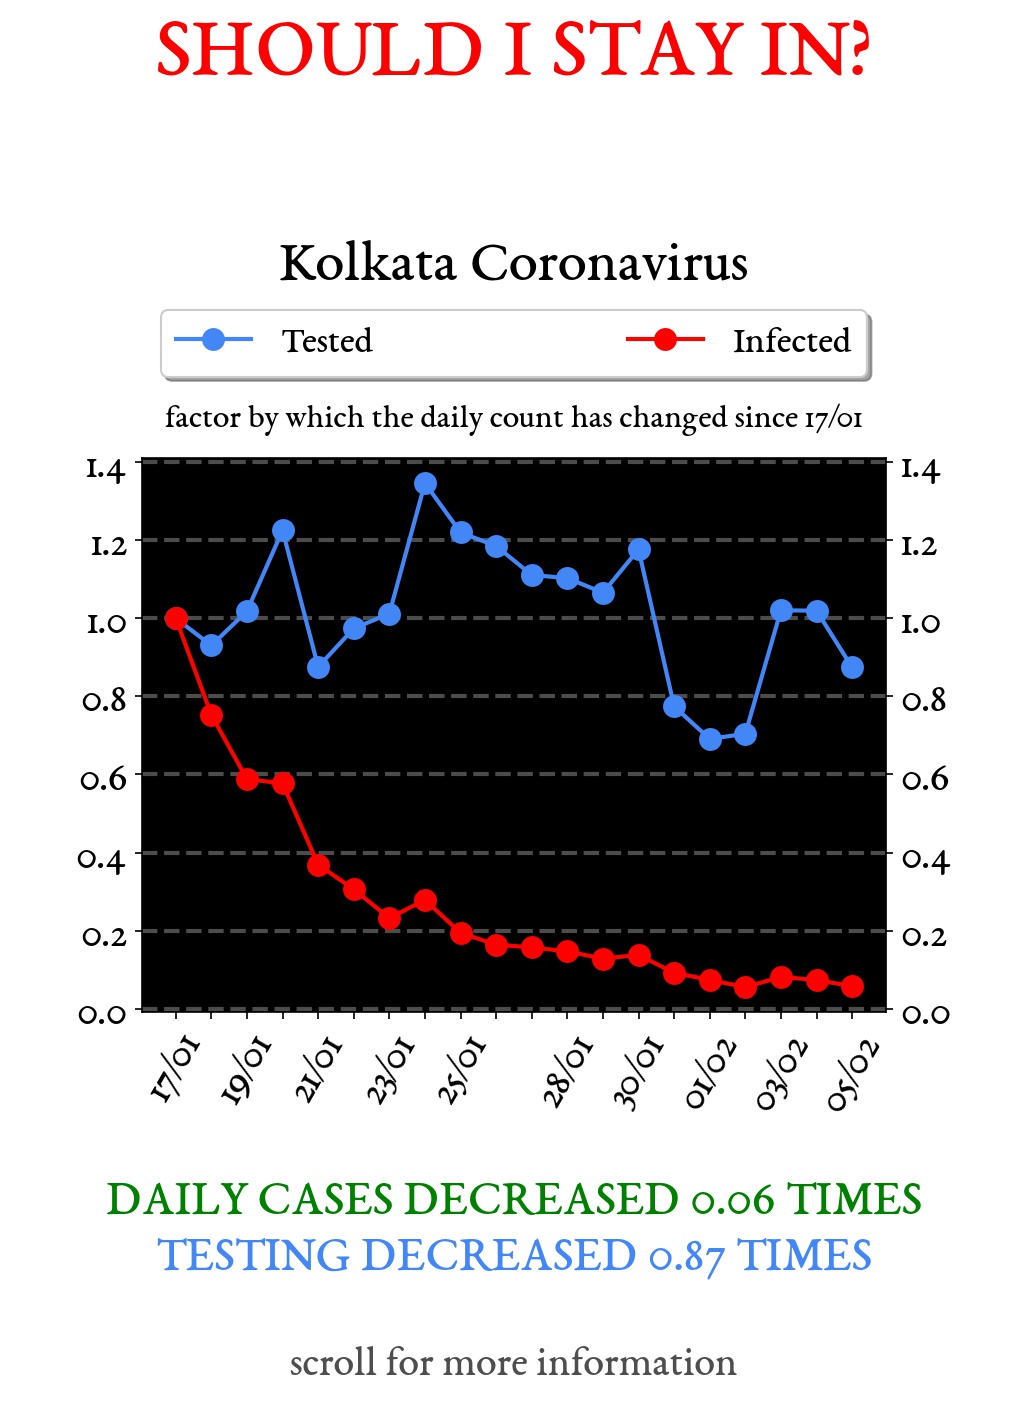 SHOULD I STAY IN?
Kolkata Coronavirus
Tested Infected
factor by which the daily count has changed since 17/01
1.4 1.4
1.2 1.2
1.0 1.0
0.8 0.8
0.6 0.6
0.4 0.4
0.2 0.2
0.0 0.0
17/01 19/01 21/01 23/01 25/01 28/01 30/01 01/02 03/02 05/02
DAILY CASES DECREASED 0.06 TIMES
TESTING DECREASED 0.87 TIMES
scroll for more information